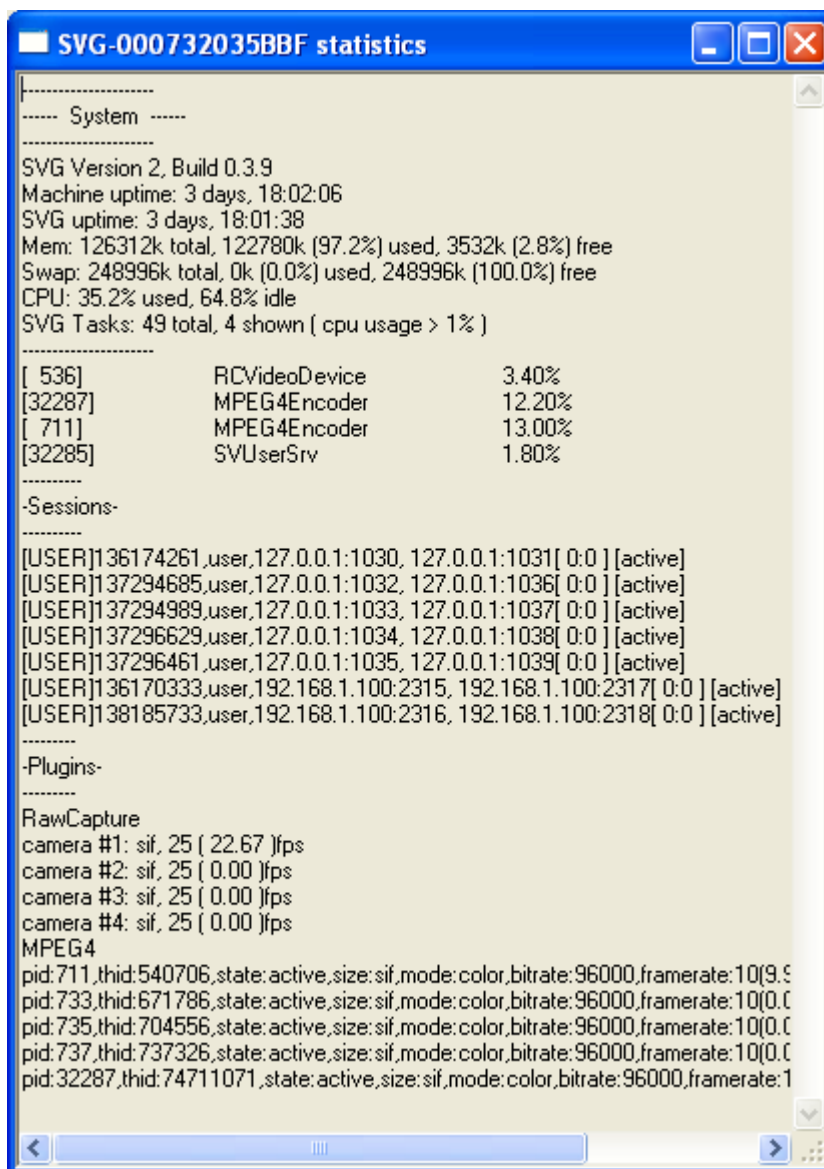 SVG-000732035BBF statistics
----------------------
------ System ------
----------------------
SVG Version 2, Build 0.3.9
Machine uptime: 3 days, 18:02:06
SVG uptime: 3 days, 18:01:38
Mem: 126312k total, 122780k (97.2%) used, 3532k (2.8%) free
Swap: 248996k total, 0k (0.0%) used, 248996k (100.0%) free
CPU: 35.2% used, 64.8% idle
SVG Tasks: 49 total, 4 shown ( cpu usage > 1% )
----------------------
[ 536] RCVideoDevice 3.40%
[32287] MPEG4Encoder 12.20%
[ 711] MPEG4Encoder 13.00%
[32285] SVUserSrv 1.80%
----------
-Sessions-
----------
[USER]136174261,user,127.0.0.1:1030, 127.0.0.1:1031[ 0:0 ] [active]
[USER]137294685,user,127.0.0.1:1032, 127.0.0.1:1036[ 0:0 ] [active]
[USER]137294989,user,127.0.0.1:1033, 127.0.0.1:1037[ 0:0 ] [active]
[USER]137296629,user,127.0.0.1:1034, 127.0.0.1:1038[ 0:0 ] [active]
[USER]137296461,user,127.0.0.1:1035, 127.0.0.1:1039[ 0:0 ] [active]
[USER]136170333,user,192.168.1.100:2315, 192.168.1.100:2317[ 0:0 ] [active]
[USER]138185733,user,192.168.1.100:2316, 192.168.1.100:2318[ 0:0 ] [active]
---------
-Plugins-
---------
RawCapture
camera #1: sif, 25 ( 22.67 )fps
camera #2: sif, 25 ( 0.00 )fps
camera #3: sif, 25 ( 0.00 )fps
camera #4: sif, 25 ( 0.00 )fps
MPEG4
pid:711,thid:540706,state:active,size:sif,mode:color,bitrate:96000,framerate:10(9.9
pid:733,thid:671786,state:active,size:sif,mode:color,bitrate:96000,framerate:10(0.0
pid:735,thid:704556,state:active,size:sif,mode:color,bitrate:96000,framerate:10(0.0
pid:737,thid:737326,state:active,size:sif,mode:color,bitrate:96000,framerate:10(0.0
pid:32287,thid:74711071,state:active,size:sif,mode:color,bitrate:96000,framerate:1